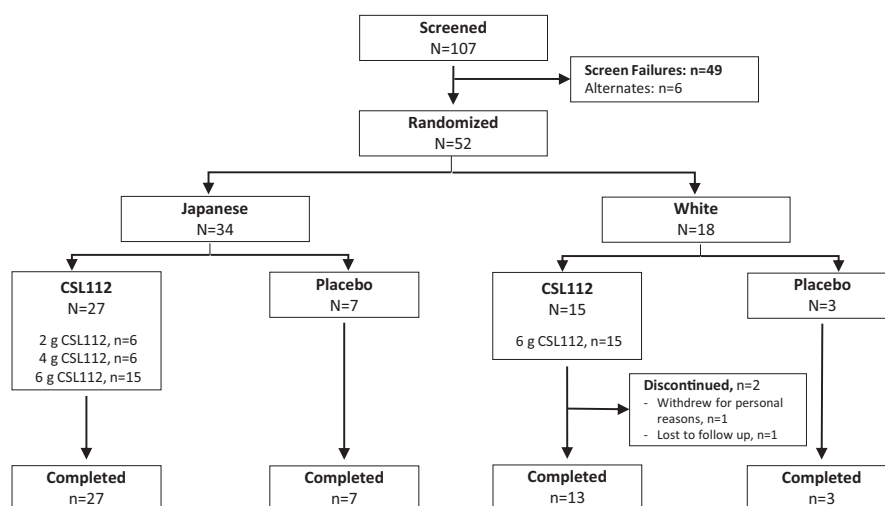 Screened
N=107
Screen Failures: n=49
Alternates: n=6
Randomized
N=52
Japanese
N=34
White
N=18
CSL112
N=27
2 g CSL112, n=6
4 g CSL112, n=6
6 g CSL112, n=15
Placebo
N=7
CSL112
N=15
6 g CSL112, n=15
Placebo
N=3
Discontinued, n=2
- Withdrew for personal
reasons, n=1
- Lost to follow up, n=1
Completed
n=27
Completed
n=7
Completed
n=13
Completed
n=3